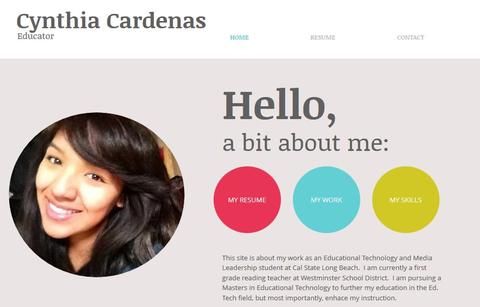 Cynthia Cardenas
Educator
HOME RESUME CONTACT
Hello,
a bit about me:
MY RESUME MY WORK MY SKILLS
This site is about my work as an Educational Technology and Media
Leadership student at Cal State Long Beach. I am currently a first
grade reading teacher at Westminster School District. I am pursuing a
Masters in Educational Technology to further my education in the Ed.
Tech field, but most importantly, enhace my instruction.